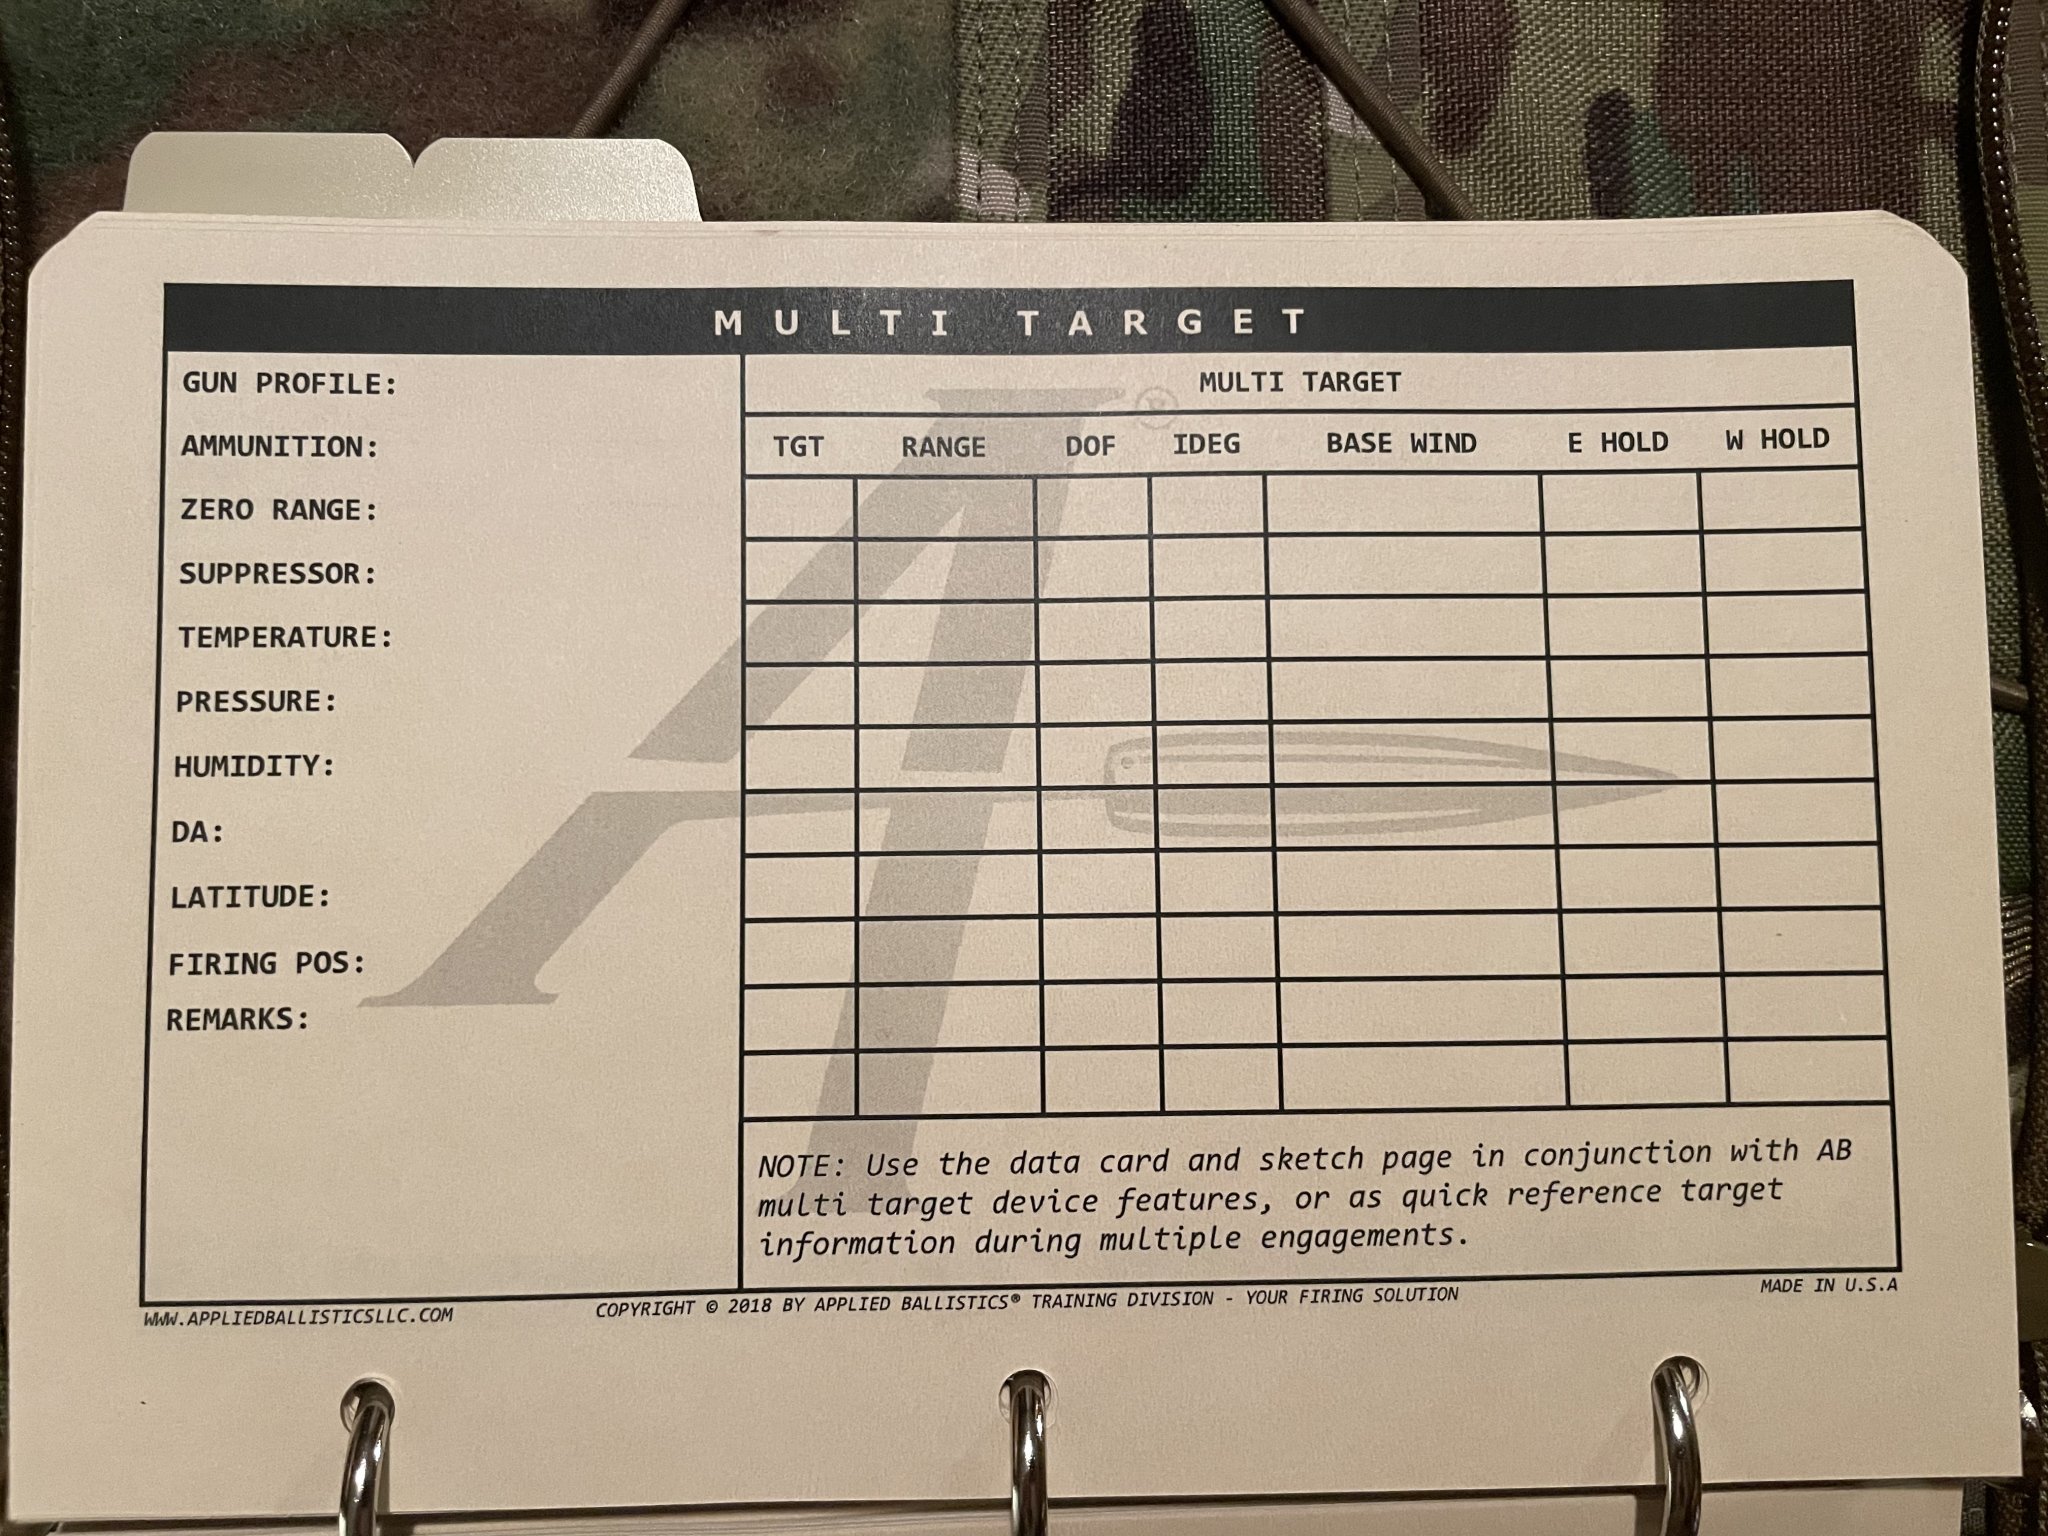 MULTI TARGET
GUN PROFILE:
AMMUNITION:
ZERO RANGE:
SUPPRESSOR:
TEMPERATURE:
PRESSURE:
HUMIDITY:
DA:
LATITUDE:
FIRING POS:
REMARKS:
MULTI TARGET
TGT RANGE DOF IDEG BASE WIND E HOLD W HOLD
NOTE: Use the data card and sketch page in conjunction with AB
multi target device features, or as quick reference target
information during multiple engagements.
WWW.APPLIEDBALLISTICSLLC.COM COPYRIGHT © 2018 BY APPLIED BALLISTICS® TRAINING DIVISION - YOUR FIRING SOLUTION MADE IN U.S.A